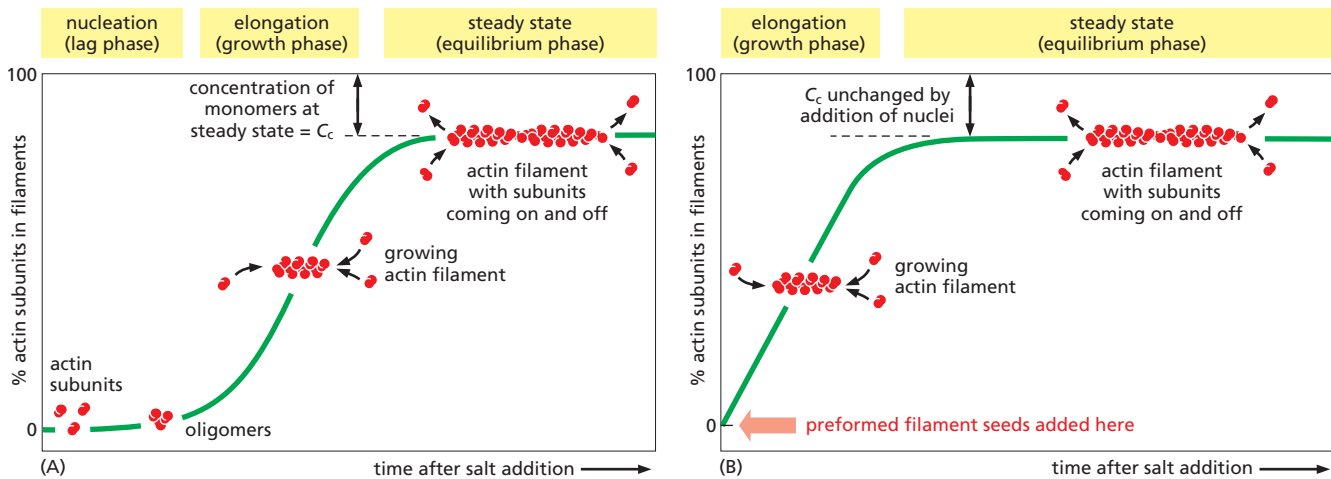 nucleation
(lag phase)
elongation
(growth phase)
steady state
(equilibrium phase)
% actin subunits in filaments
100
0
concentration of
monomers at
steady state = Cc
actin filament
with subunits
coming on and off
growing
actin filament
actin
subunits
oligomers
(A)
time after salt addition
elongation
(growth phase)
steady state
(equilibrium phase)
% actin subunits in filaments
100
0
Cc unchanged by
addition of nuclei
actin filament
with subunits
coming on and off
growing
actin filament
preformed filament seeds added here
(B)
time after salt addition